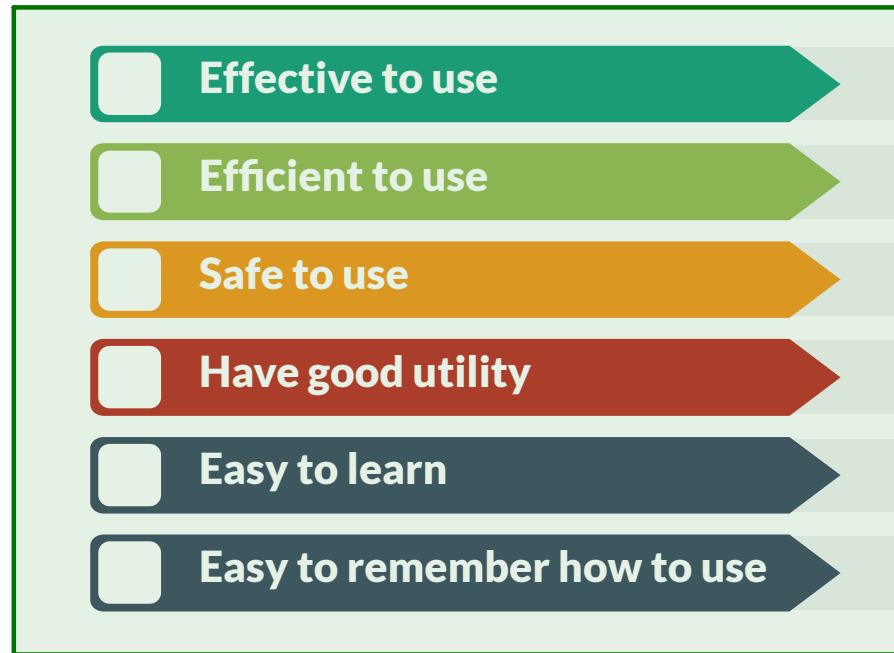 Effective to use
Efficient to use
Safe to use
Have good utility
Easy to learn
Easy to remember how to use